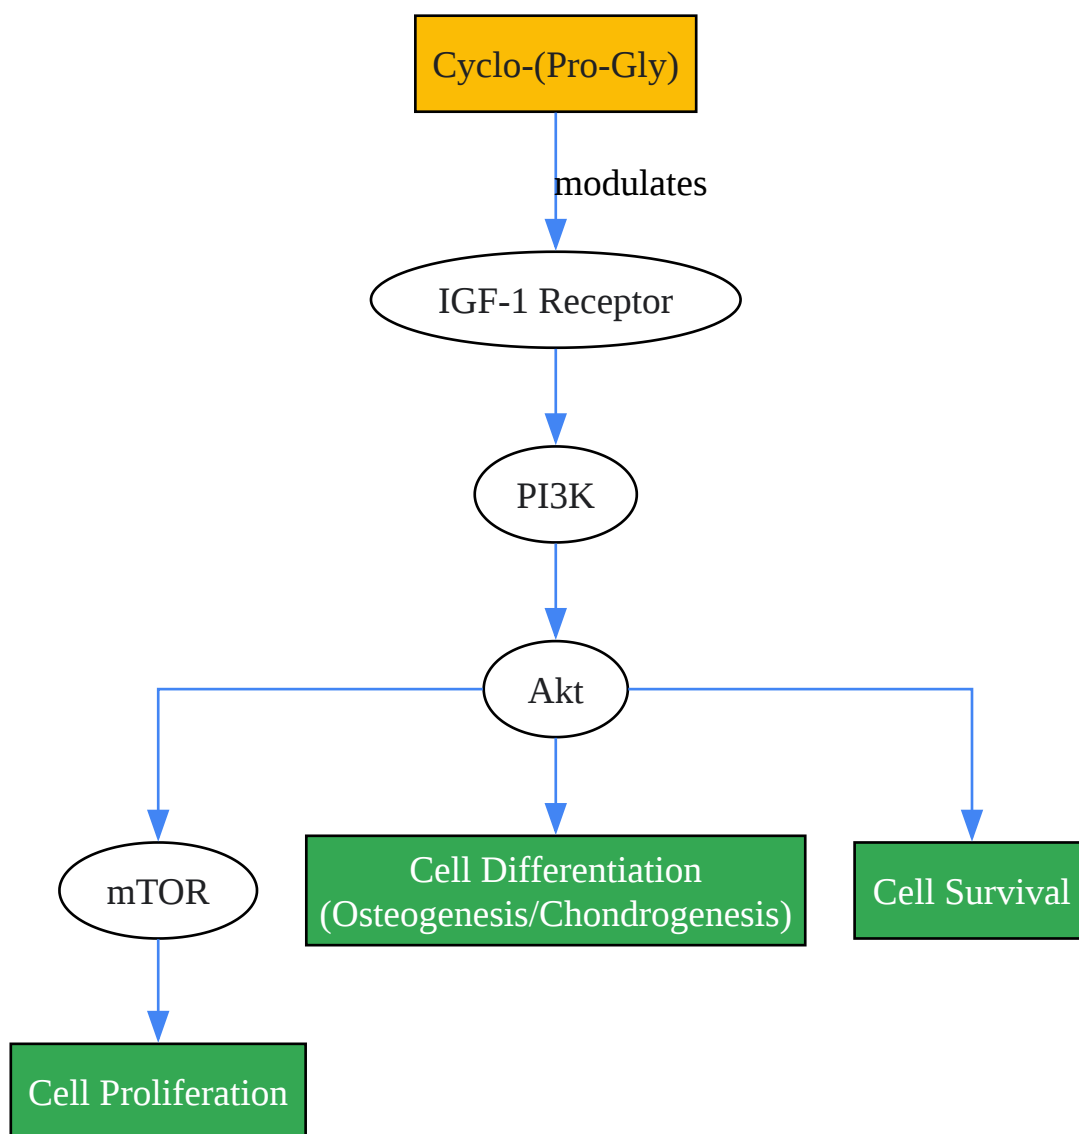 Cyclo-(Pro-Gly)
modulates
IGF-1 Receptor
PI3K
Akt
mTOR
Cell Differentiation
(Osteogenesis/Chondrogenesis)
Cell Survival
Cell Proliferation